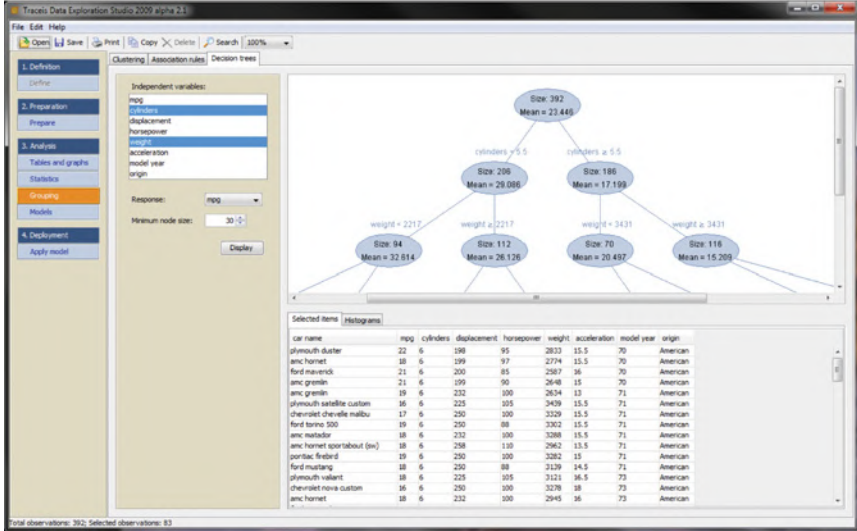 Traceis Data Exploration Studio 2009 alpha 2.1
File Edit Help
Open Save Print Copy Delete Search 100%
1. Definition
Define
2. Preparation
Prepare
3. Analysis
Tables and graphs
Statistics
Grouping
Models
4. Deployment
Apply model
Clustering Association rules Decision trees
Independent variables:
mpg
cylinders
displacement
horsepower
weight
acceleration
model year
origin
Response: mpg
Minimum node size: 30
Display
Size: 392
Mean = 23.446
cylinders < 5.5 cylinders ≥ 5.5
Size: 206
Mean = 29.086
Size: 186
Mean = 17.199
weight < 2217 weight ≥ 2217 weight < 3431 weight ≥ 3431
Size: 94
Mean = 32.614
Size: 112
Mean = 26.126
Size: 70
Mean = 20.497
Size: 116
Mean = 15.209
Selected items Histograms
car name mpg cylinders displacement horsepower weight acceleration model year origin
plymouth duster 22 6 198 95 2833 15.5 70 American
amc hornet 18 6 199 97 2774 15.5 70 American
ford maverick 21 6 200 85 2587 16 70 American
amc gremlin 21 6 199 90 2648 15 70 American
amc gremlin 19 6 232 100 2634 13 71 American
plymouth satellite custom 16 6 225 105 3439 15.5 71 American
chevrolet chevelle malibu 17 6 250 100 3329 15.5 71 American
ford torino 500 19 6 250 88 3302 15.5 71 American
amc matador 18 6 232 100 3288 15.5 71 American
amc hornet sportabout (sw) 18 6 258 110 2962 13.5 71 American
pontiac firebird 19 6 250 100 3282 15 71 American
ford mustang 18 6 250 88 3139 14.5 71 American
plymouth valiant 18 6 225 105 3121 16.5 73 American
chevrolet nova custom 16 6 250 100 3278 18 73 American
amc hornet 18 6 232 100 2945 16 73 American
Total observations: 392; Selected observations: 83